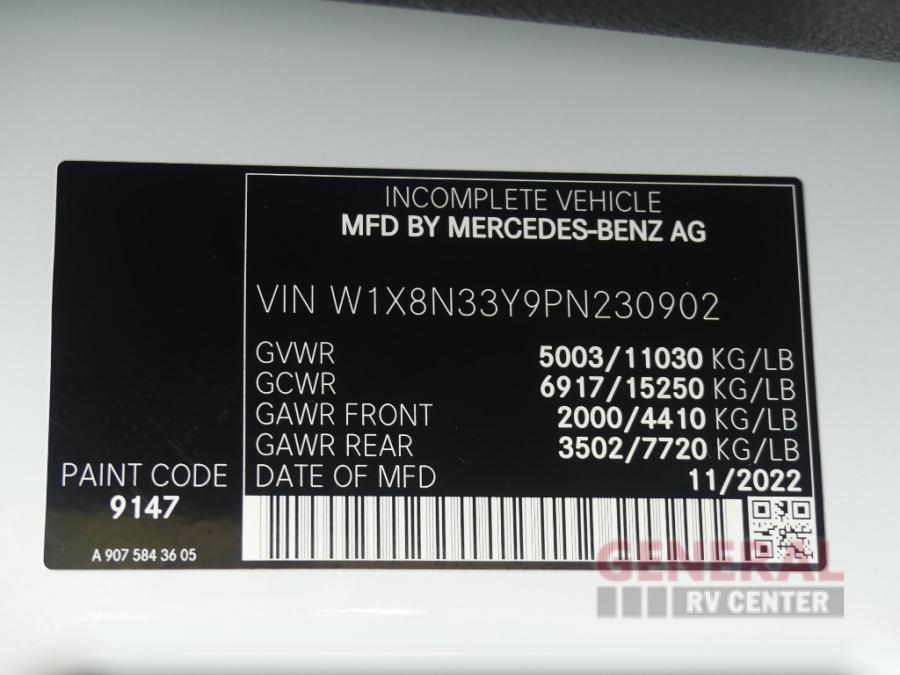 INCOMPLETE VEHICLE
MFD BY MERCEDES-BENZ AG
VIN W1X8N33Y9PN230902
GVWR 5003/11030 KG/LB
GCWR 6917/15250 KG/LB
GAWR FRONT 2000/4410 KG/LB
GAWR REAR 3502/7720 KG/LB
DATE OF MFD 11/2022
PAINT CODE
9147
A 907 584 36 05
GENERAL
RV CENTER